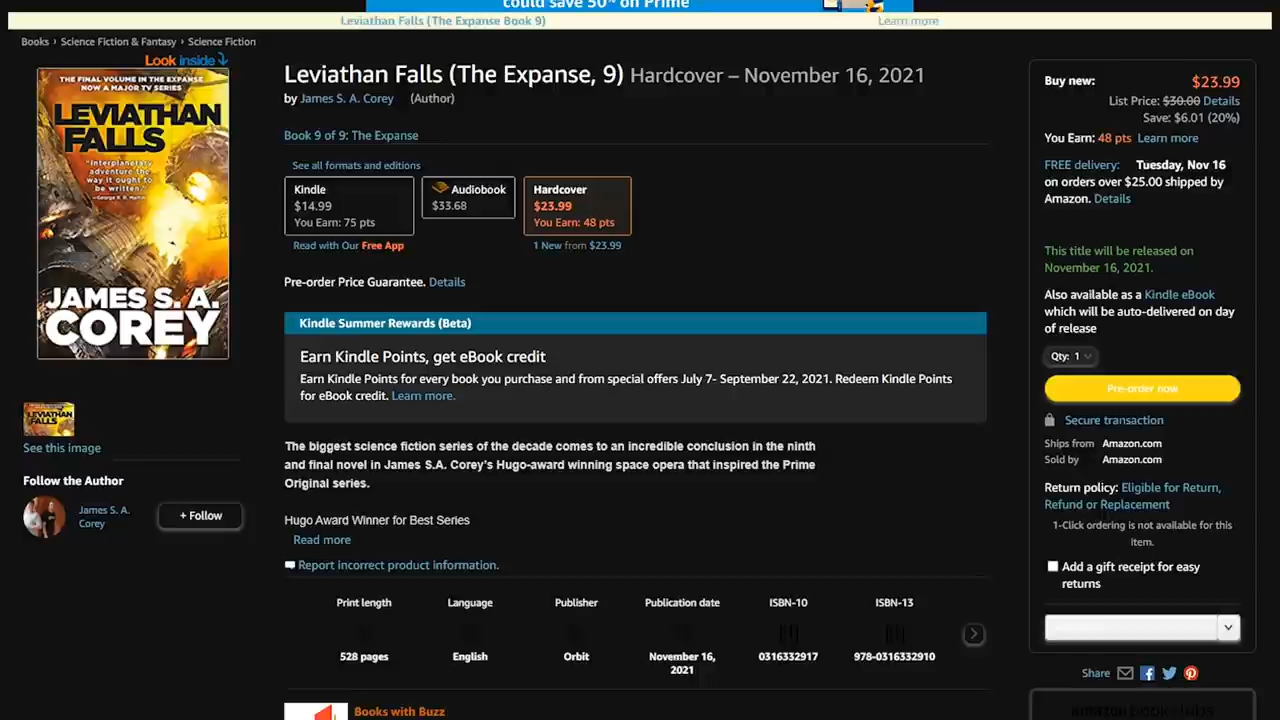 could save 50% on Prime
Leviathan Falls (The Expanse Book 9)
Learn more
Books › Science Fiction & Fantasy › Science Fiction
Look inside
THE FINAL VOLUME IN THE EXPANSE
NOW A MAJOR TV SERIES
LEVIATHAN
FALLS
"Interplanetary
adventure the
way it ought to
be written."
—George R. R. Martin
JAMES S. A.
COREY
LEVIATHAN
FALLS
See this image
Follow the Author
James S. A.
Corey
+ Follow
Leviathan Falls (The Expanse, 9) Hardcover – November 16, 2021
by James S. A. Corey (Author)
Book 9 of 9: The Expanse
See all formats and editions
Kindle
$14.99
You Earn: 75 pts
Audiobook
$33.68
Hardcover
$23.99
You Earn: 48 pts
Read with Our Free App
1 New from $23.99
Pre-order Price Guarantee. Details
Kindle Summer Rewards (Beta)
Earn Kindle Points, get eBook credit
Earn Kindle Points for every book you purchase and from special offers July 7- September 22, 2021. Redeem Kindle Points
for eBook credit. Learn more.
The biggest science fiction series of the decade comes to an incredible conclusion in the ninth
and final novel in James S.A. Corey's Hugo-award winning space opera that inspired the Prime
Original series.
Hugo Award Winner for Best Series
Read more
Report incorrect product information.
Print length
528 pages
Language
English
Publisher
Orbit
Publication date
November 16,
2021
ISBN-10
0316332917
ISBN-13
978-0316332910
Books with Buzz
Buy new:
$23.99
List Price: $30.00 Details
Save: $6.01 (20%)
You Earn: 48 pts Learn more
FREE delivery: Tuesday, Nov 16
on orders over $25.00 shipped by
Amazon. Details
This title will be released on
November 16, 2021.
Also available as a Kindle eBook
which will be auto-delivered on day
of release
Qty: 1
Pre-order now
Secure transaction
Ships from Amazon.com
Sold by Amazon.com
Return policy: Eligible for Return,
Refund or Replacement
1-Click ordering is not available for this
item.
Add a gift receipt for easy
returns
Share
amazon book clubs